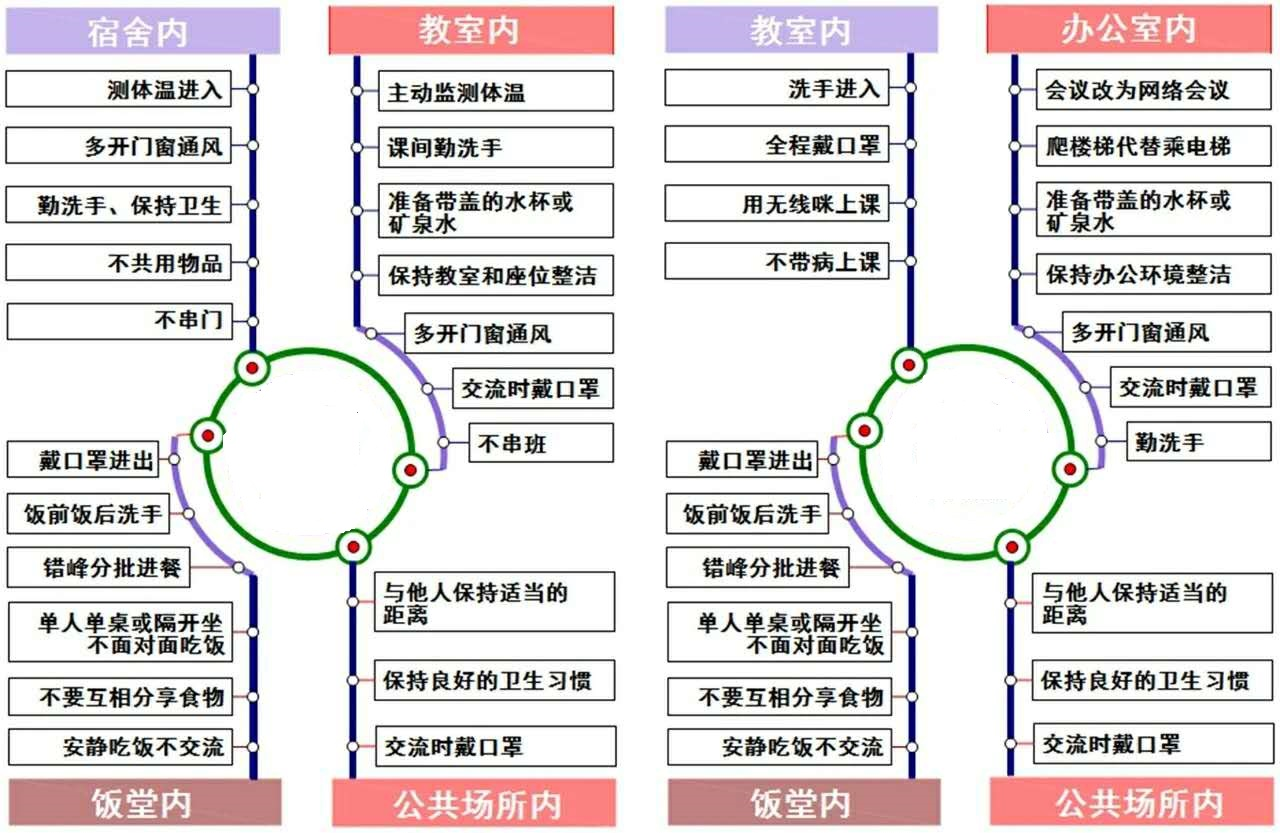 宿舍内
测体温进入
多开门窗通风
勤洗手、保持卫生
不共用物品
不串门
教室内
主动监测体温
课间勤洗手
准备带盖的水杯或
矿泉水
保持教室和座位整洁
多开门窗通风
交流时戴口罩
不串班
戴口罩进出
饭前饭后洗手
错峰分批进餐
单人单桌或隔开坐
不面对面吃饭
不要互相分享食物
安静吃饭不交流
饭堂内
与他人保持适当的
距离
保持良好的卫生习惯
交流时戴口罩
公共场所内
教室内
洗手进入
全程戴口罩
用无线咪上课
不带病上课
办公室内
会议改为网络会议
爬楼梯代替乘电梯
准备带盖的水杯或
矿泉水
保持办公环境整洁
多开门窗通风
交流时戴口罩
勤洗手
戴口罩进出
饭前饭后洗手
错峰分批进餐
单人单桌或隔开坐
不面对面吃饭
不要互相分享食物
安静吃饭不交流
饭堂内
与他人保持适当的
距离
保持良好的卫生习惯
交流时戴口罩
公共场所内